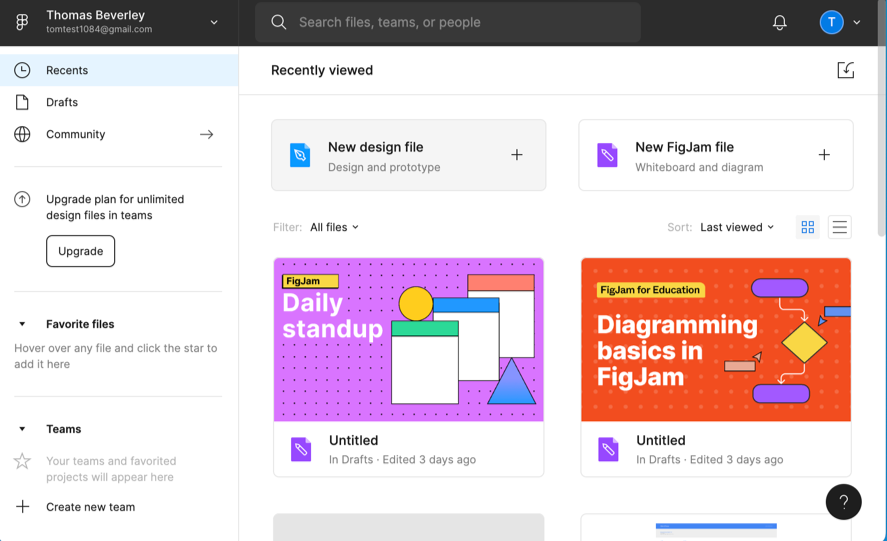 Thomas Beverley
tomtest1084@gmail.com
Search files, teams, or people
T
Recents
Drafts
Community
Upgrade plan for unlimited
design files in teams
Upgrade
Favorite files
Hover over any file and click the star to
add it here
Teams
Your teams and favorited
projects will appear here
Create new team
Recently viewed
New design file
Design and prototype
New FigJam file
Whiteboard and diagram
Filter: All files
Sort: Last viewed
FigJam
Daily
standup
Untitled
In Drafts · Edited 3 days ago
FigJam for Education
Diagramming
basics in
FigJam
Untitled
In Drafts · Edited 3 days ago
?